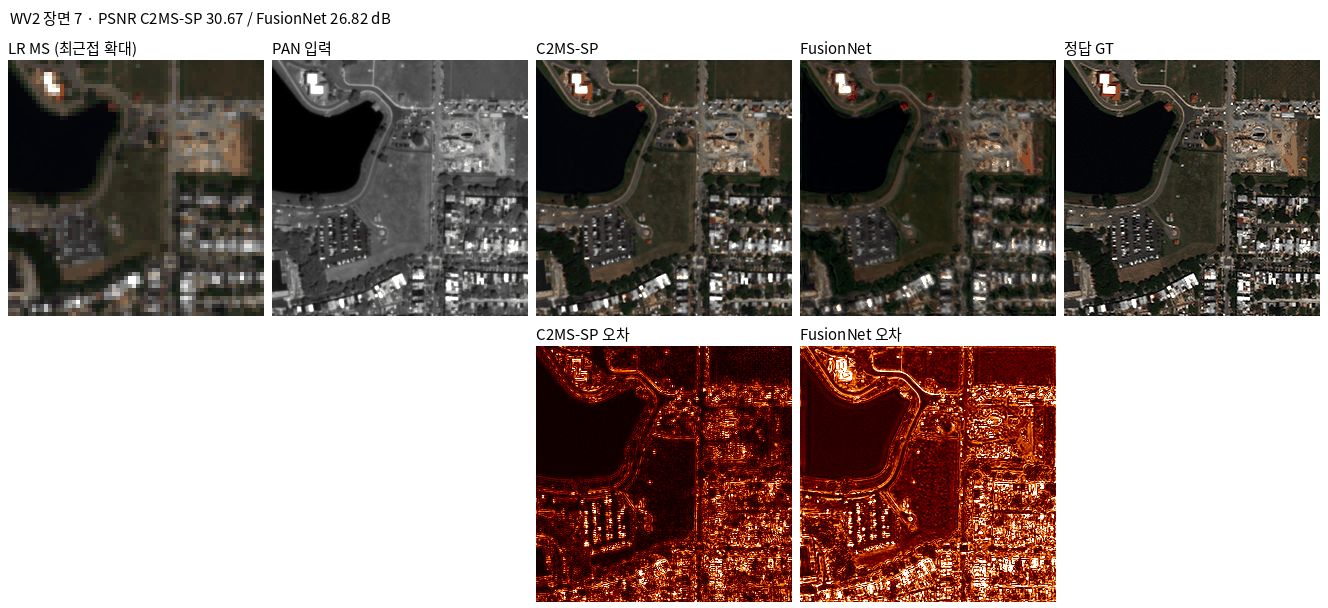 WV2 장면 7 · PSNR C2MS-SP 30.67 / FusionNet 26.82 dB
LR MS (최근접 확대)
PAN 입력
C2MS-SP
FusionNet
정답 GT
C2MS-SP 오차
FusionNet 오차